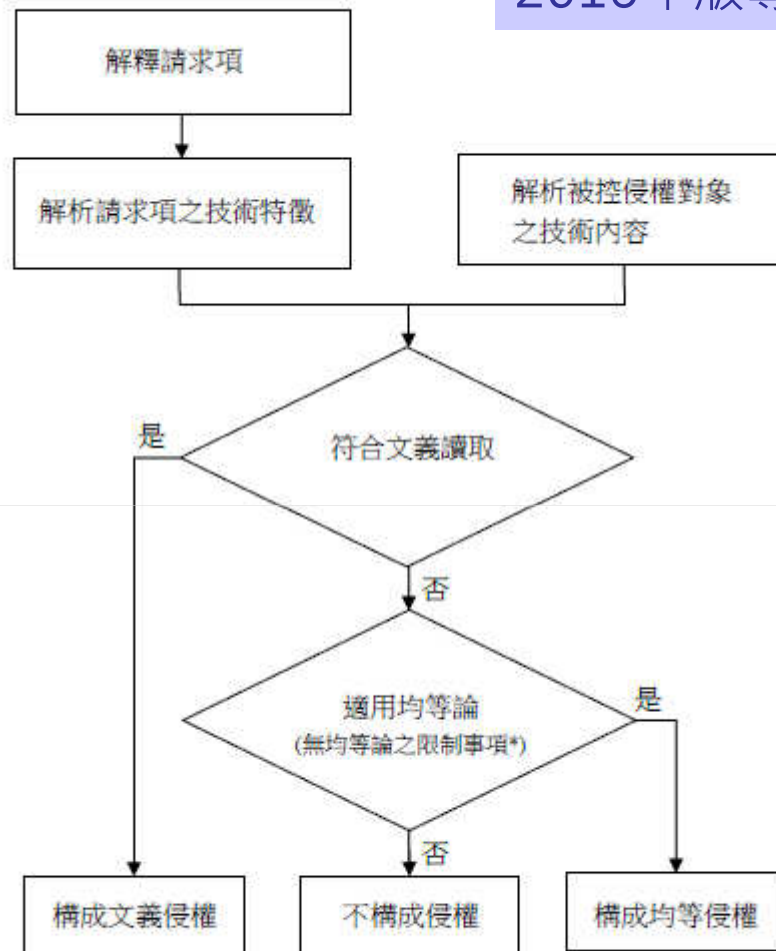 解釋請求項
解析請求項之技術特徵
解析被控侵權對象
之技術內容
是
符合文義讀取
否
適用均等論
(無均等論之限制事項*)
是
否
構成文義侵權
不構成侵權
構成均等侵權